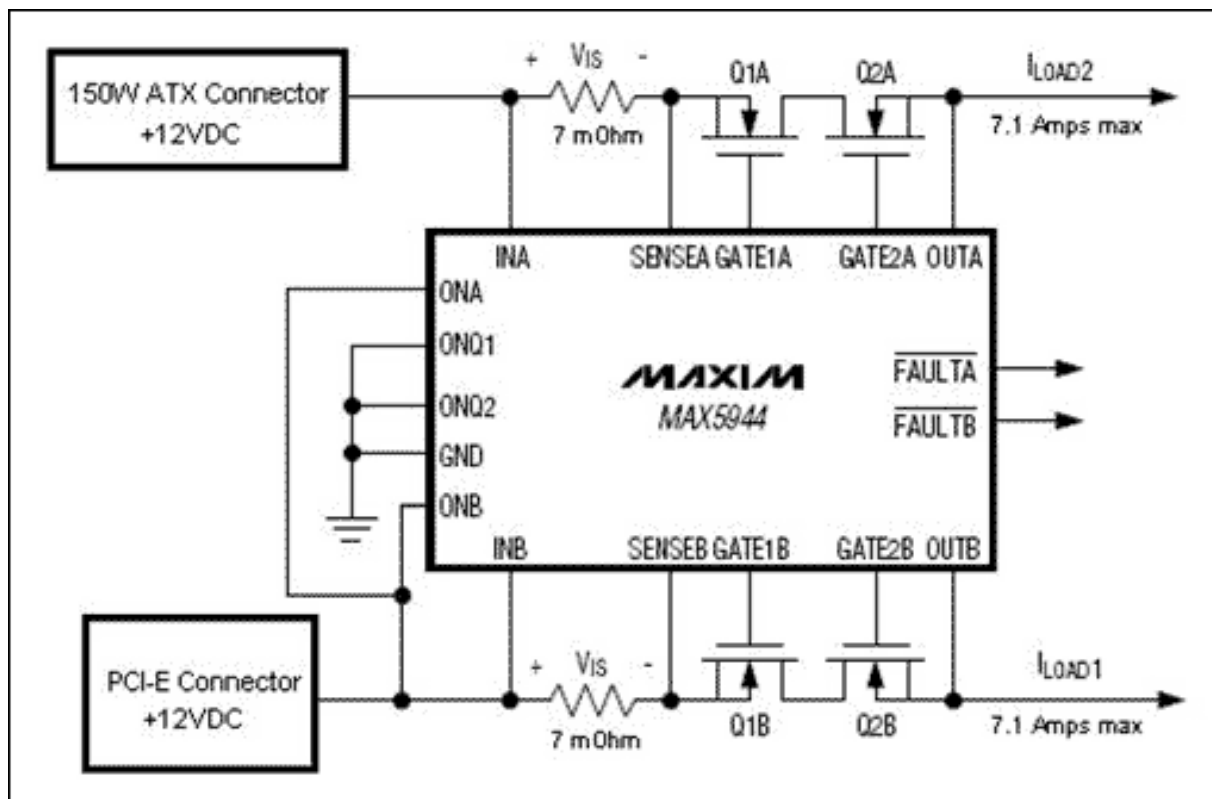 150W ATX Connector
+12VDC
+ VIS -
7 mOhm
Q1A
Q2A
ILOAD2
7.1 Amps max
INA
SENSEA
GATE1A
GATE2A
OUTA
ONA
ONQ1
ONQ2
GND
ONB
MAXIM
MAX5944
FAULTA
FAULTB
INB
SENSEB
GATE1B
GATE2B
OUTB
PCI-E Connector
+12VDC
+ VIS -
7 mOhm
Q1B
Q2B
ILOAD1
7.1 Amps max